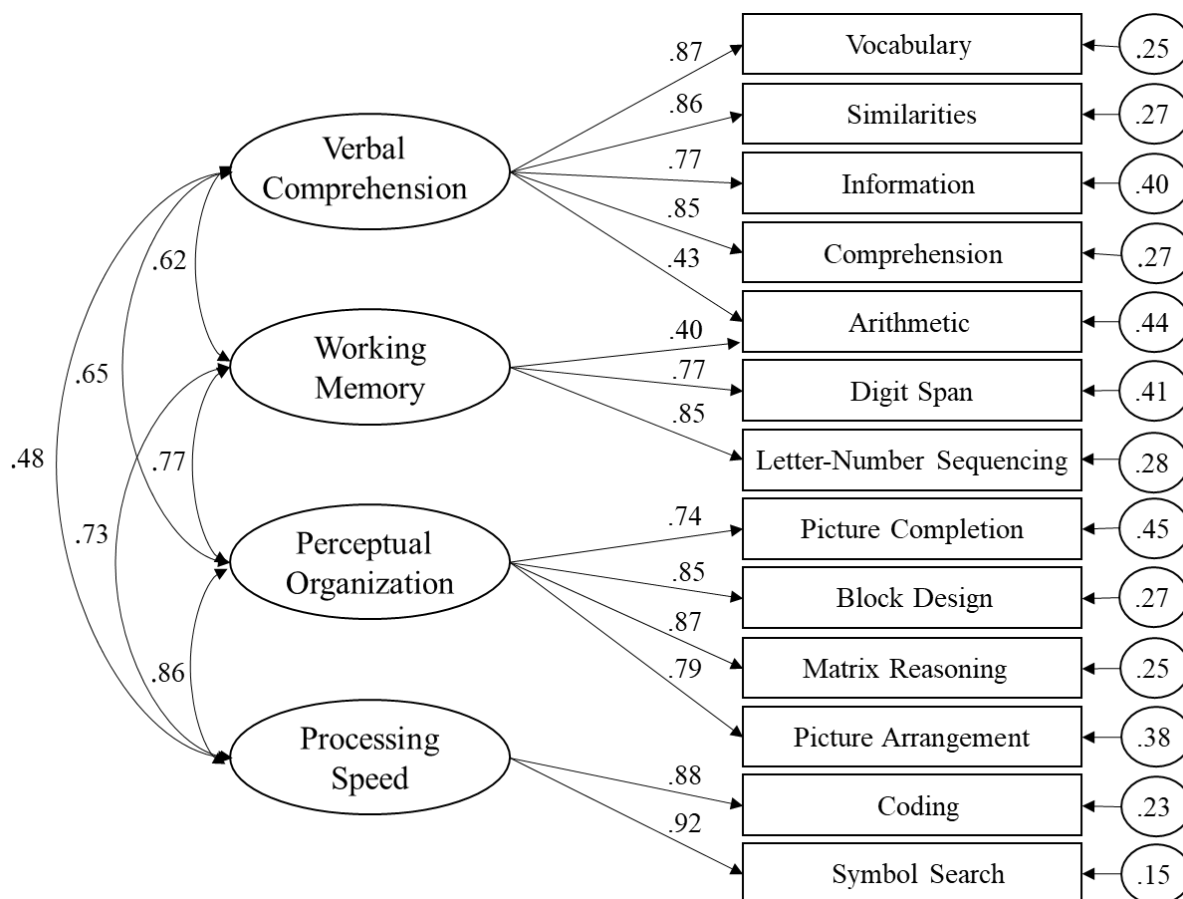 .87
Vocabulary
.25
.86
Similarities
.27
Verbal
Comprehension
.77
Information
.40
.85
Comprehension
.27
.62
.43
Arithmetic
.44
.40
Working
Memory
.65
.77
Digit Span
.41
.85
Letter-Number Sequencing
.28
.48
.77
.73
.74
Picture Completion
.45
Perceptual
Organization
.85
Block Design
.27
.87
Matrix Reasoning
.25
.86
.79
Picture Arrangement
.38
Processing
Speed
.88
Coding
.23
.92
Symbol Search
.15